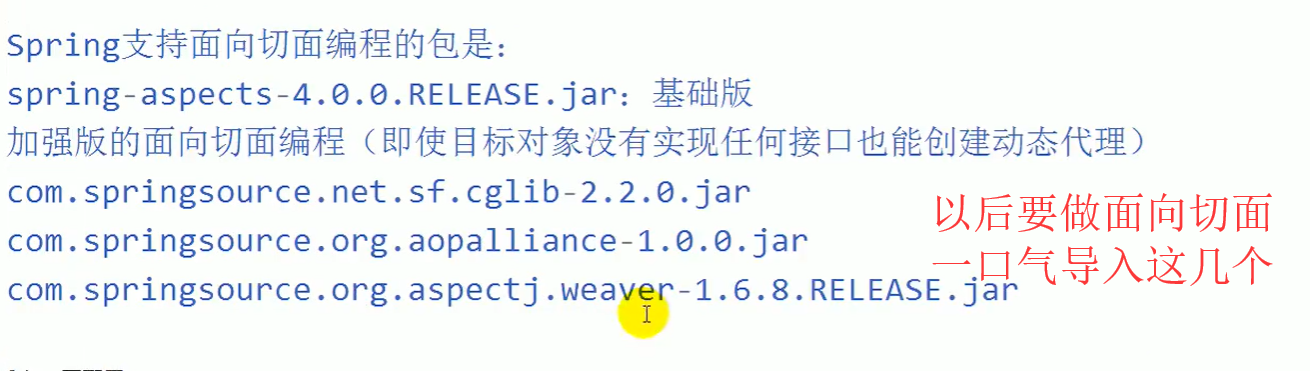 Spring支持面向切面编程的包是:
spring-aspects-4.0.0.RELEASE.jar：基础版
加强版的面向切面编程（即使目标对象没有实现任何接口也能创建动态代理）
com.springsource.net.sf.cglib-2.2.0.jar
com.springsource.org.aopalliance-1.0.0.jar
com.springsource.org.aspectj.weaver-1.6.8.RELEASE.jar
以后要做面向切面
一口气导入这几个